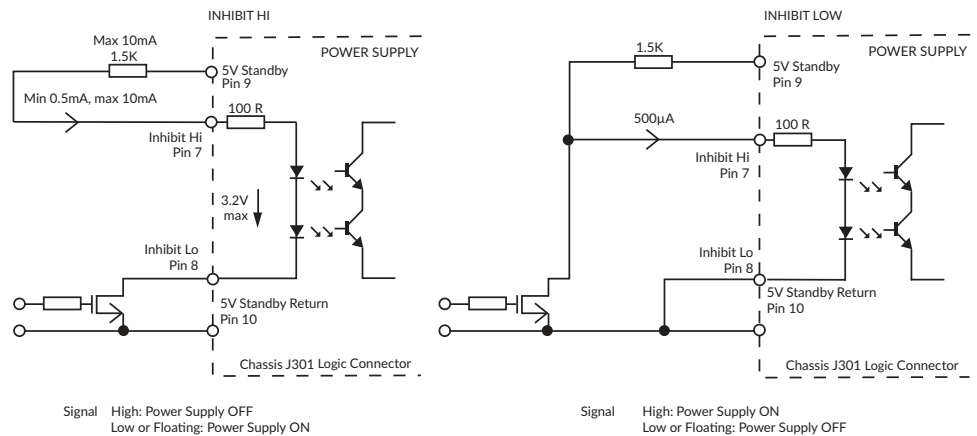 INHIBIT HI
POWER SUPPLY
Max 10mA
1.5K
5V Standby
Pin 9
Min 0.5mA, max 10mA
100 R
Inhibit Hi
Pin 7
3.2V
max
Inhibit Lo
Pin 8
5V Standby Return
Pin 10
Chassis J301 Logic Connector
Signal High: Power Supply OFF
Low or Floating: Power Supply ON
INHIBIT LOW
POWER SUPPLY
1.5K
5V Standby
Pin 9
500µA
100 R
Inhibit Hi
Pin 7
Inhibit Lo
Pin 8
5V Standby Return
Pin 10
Chassis J301 Logic Connector
Signal High: Power Supply ON
Low or Floating: Power Supply OFF